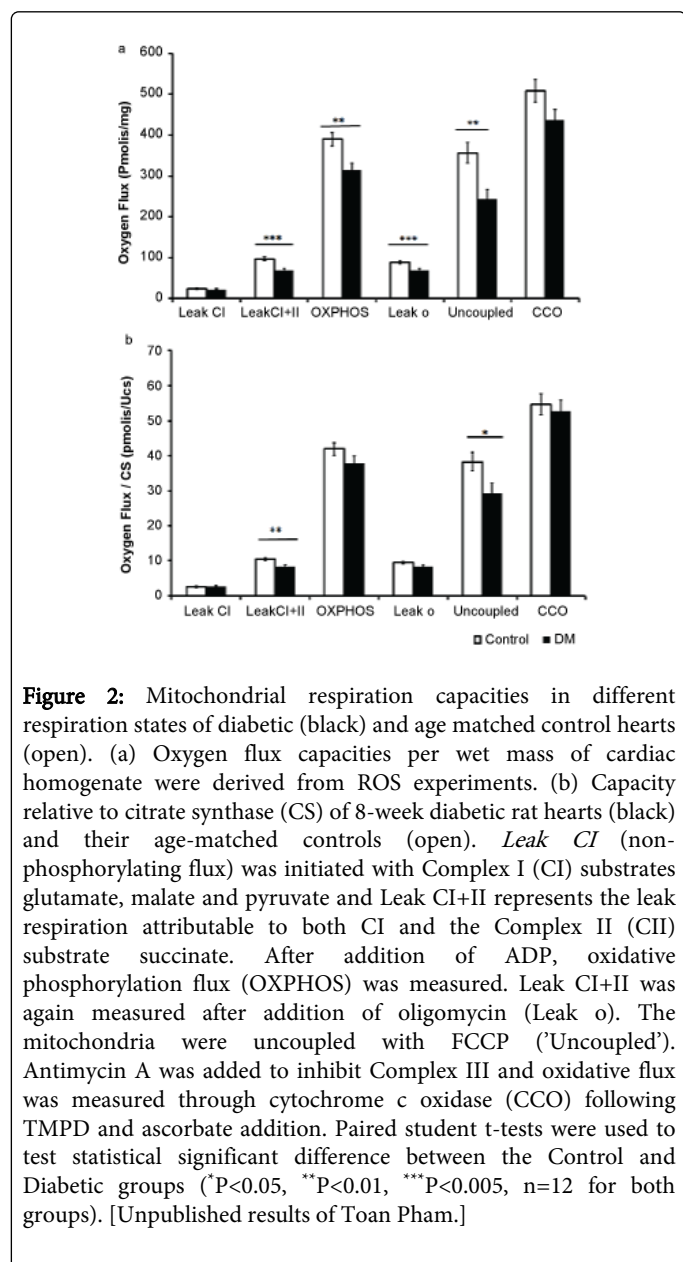 a
600
500
400
300
200
100
0
Oxygen Flux (Pmolis/mg)
***
**
***
**
Leak CI LeakCI+II OXPHOS Leak o Uncoupled CCO
b
70
60
50
40
30
20
10
0
Oxygen Flux / CS (pmolis/Ucs)
**
*
Leak CI LeakCI+II OXPHOS Leak o Uncoupled CCO
Control DM
Figure 2: Mitochondrial respiration capacities in different
respiration states of diabetic (black) and age matched control hearts
(open). (a) Oxygen flux capacities per wet mass of cardiac
homogenate were derived from ROS experiments. (b) Capacity
relative to citrate synthase (CS) of 8-week diabetic rat hearts (black)
and their age-matched controls (open). Leak CI (non-
phosphorylating flux) was initiated with Complex I (CI) substrates
glutamate, malate and pyruvate and Leak CI+II represents the leak
respiration attributable to both CI and the Complex II (CII)
substrate succinate. After addition of ADP, oxidative
phosphorylation flux (OXPHOS) was measured. Leak CI+II was
again measured after addition of oligomycin (Leak o). The
mitochondria were uncoupled with FCCP (’Uncoupled’).
Antimycin A was added to inhibit Complex III and oxidative flux
was measured through cytochrome c oxidase (CCO) following
TMPD and ascorbate addition. Paired student t-tests were used to
test statistical significant difference between the Control and
Diabetic groups (*P<0.05, **P<0.01, ***P<0.005, n=12 for both
groups). [Unpublished results of Toan Pham.]